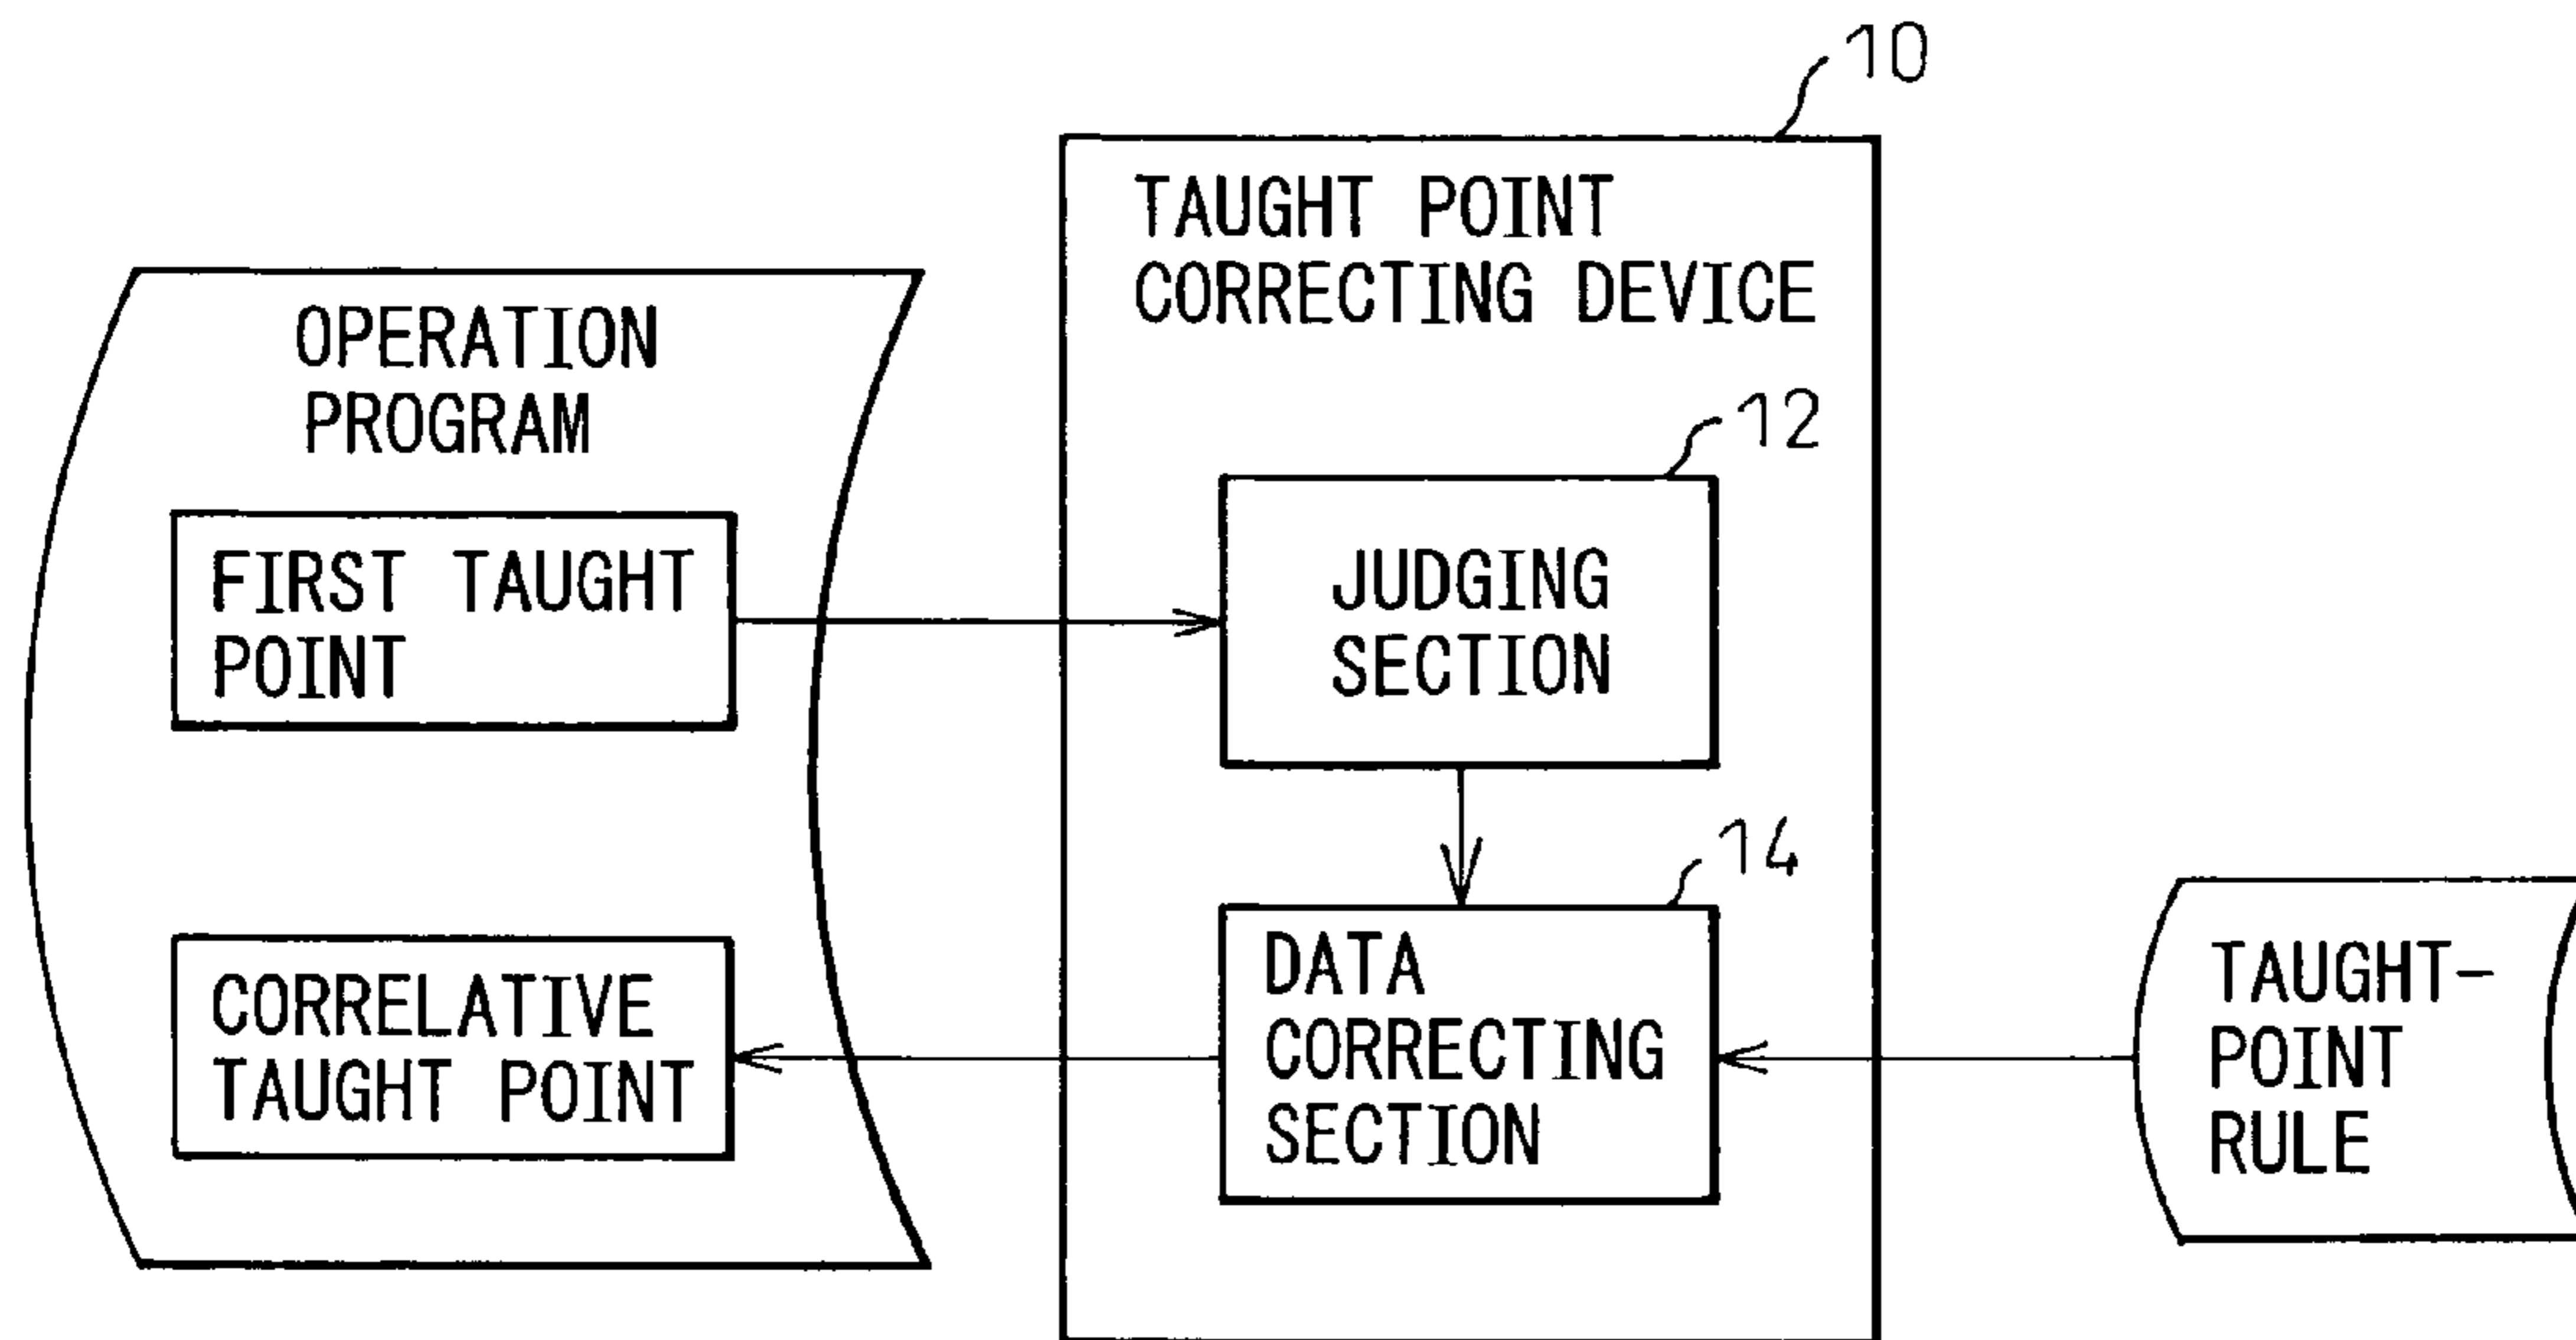 10
TAUGHT POINT
CORRECTING DEVICE
OPERATION
PROGRAM
12
FIRST TAUGHT
POINT
JUDGING
SECTION
14
CORRELATIVE
TAUGHT POINT
DATA
CORRECTING
SECTION
TAUGHT-
POINT
RULE